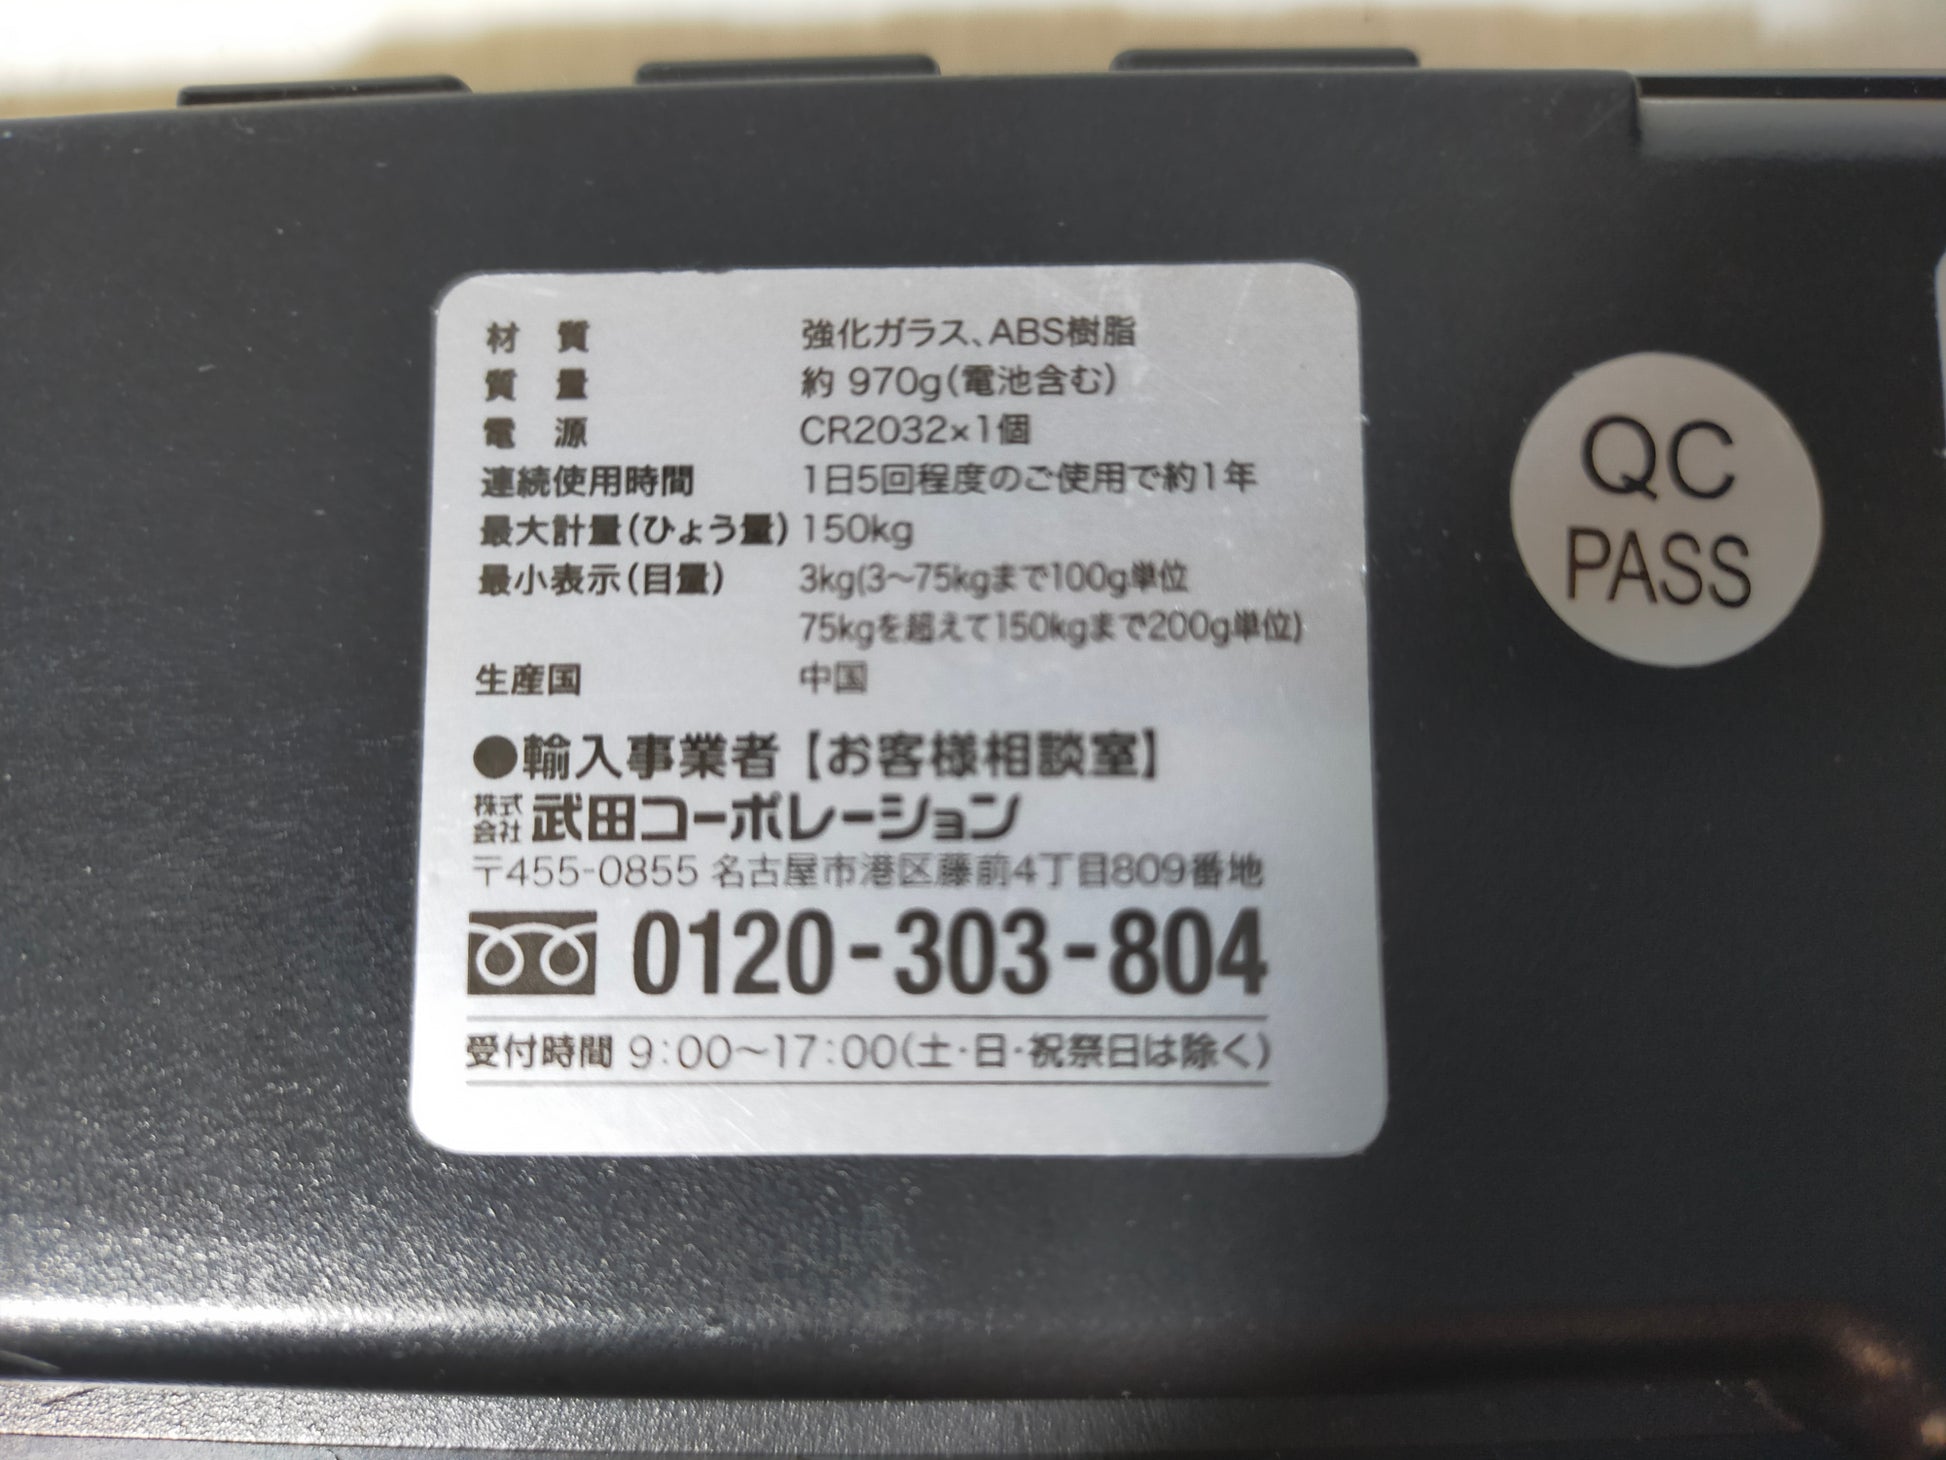 材　質　強化ガラス、ABS樹脂
質　量　約 970g(電池含む)
電　源　CR2032×1個
連続使用時間　1日5回程度のご使用で約1年
最大計量(ひょう量) 150kg
最小表示(目量)　3kg(3～75kgまで100g単位
75kgを超えて150kgまで200g単位)
生産国　中国
●輸入事業者【お客様相談室】
株式会社 武田コーポレーション
〒455-0855 名古屋市港区藤前4丁目809番地
0120-303-804
受付時間 9:00～17:00(土・日・祝祭日は除く)
QC
PASS